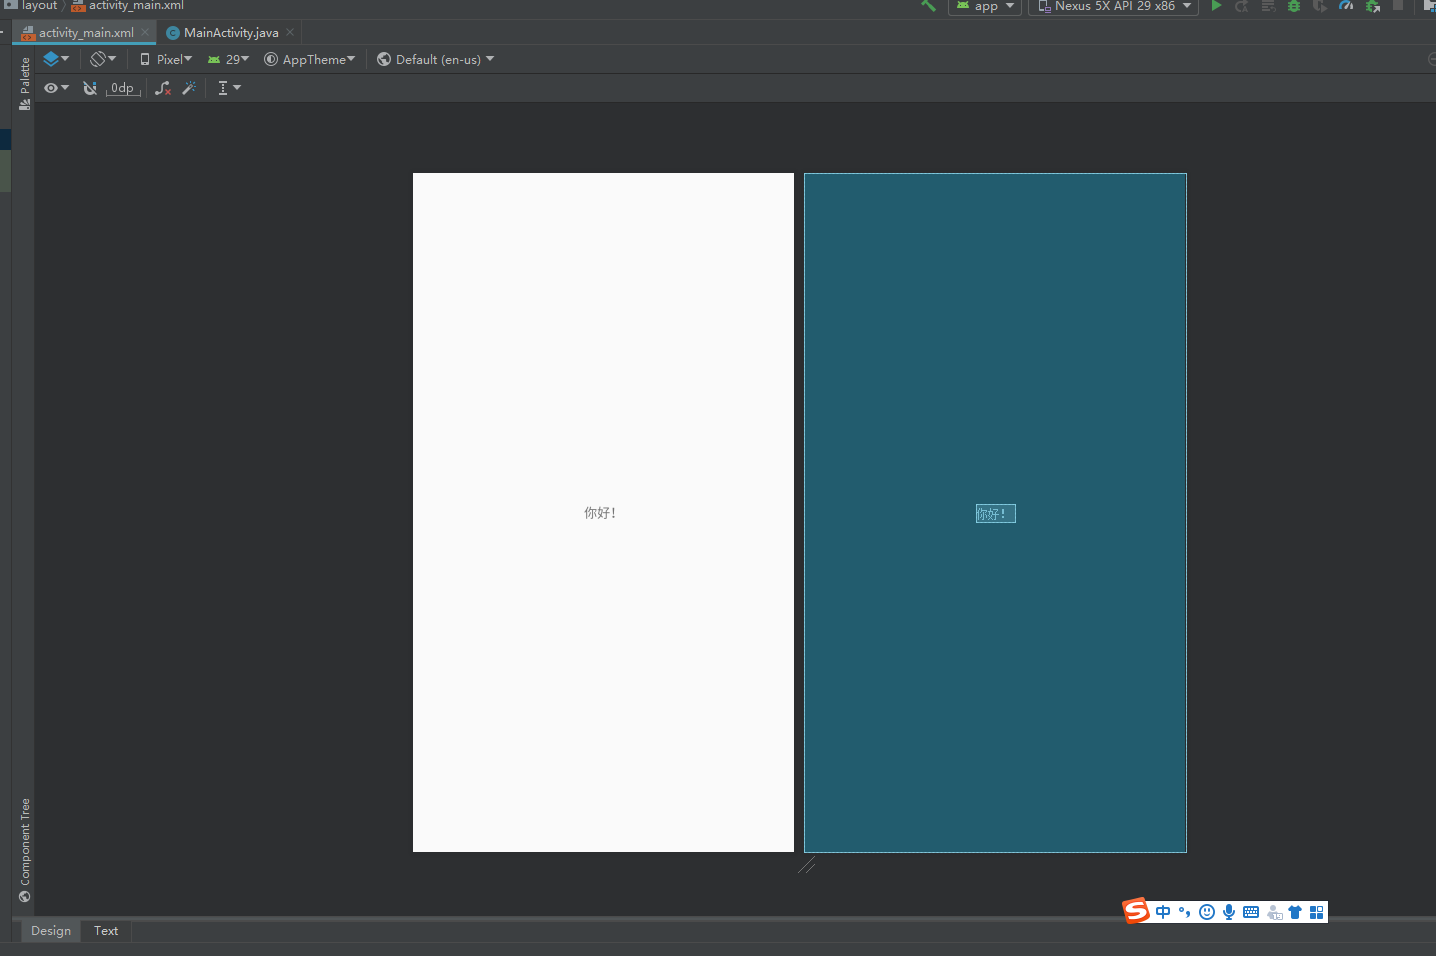 layout activity_main.xml app Nexus 5X API 29 x86
activity_main.xml MainActivity.java
Pixel 29 AppTheme Default (en-us)
0dp
Palette
你好！
你好！
Component Tree
S 中
Design Text